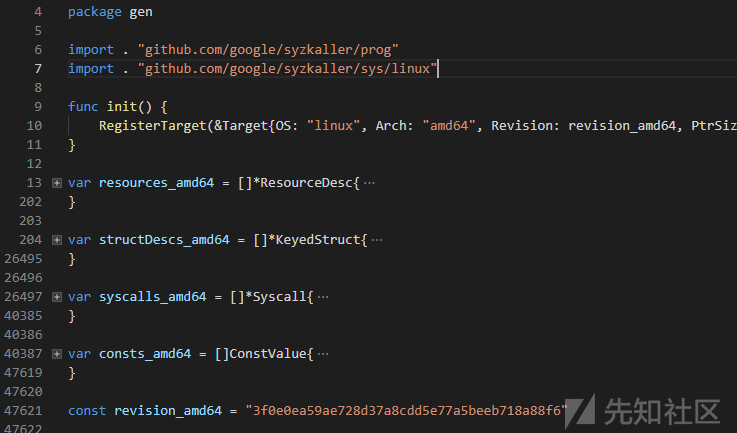 4 package gen
5
6 import . "github.com/google/syzkaller/prog"
7 import . "github.com/google/syzkaller/sys/linux"
8
9 func init() {
10 RegisterTarget(&Target{OS: "linux", Arch: "amd64", Revision: revision_amd64, PtrSiz
11 }
12
13 var resources_amd64 = []*ResourceDesc{ ⋯
202 }
203
204 var structDescs_amd64 = []*KeyedStruct{ ⋯
26495 }
26496
26497 var syscalls_amd64 = []*Syscall{ ⋯
40385 }
40386
40387 var consts_amd64 = []ConstValue{ ⋯
47619 }
47620
47621 const revision_amd64 = "3f0e0ea59ae728d37a8cdd5e77a5beeb718a88f6"
47622
先知社区